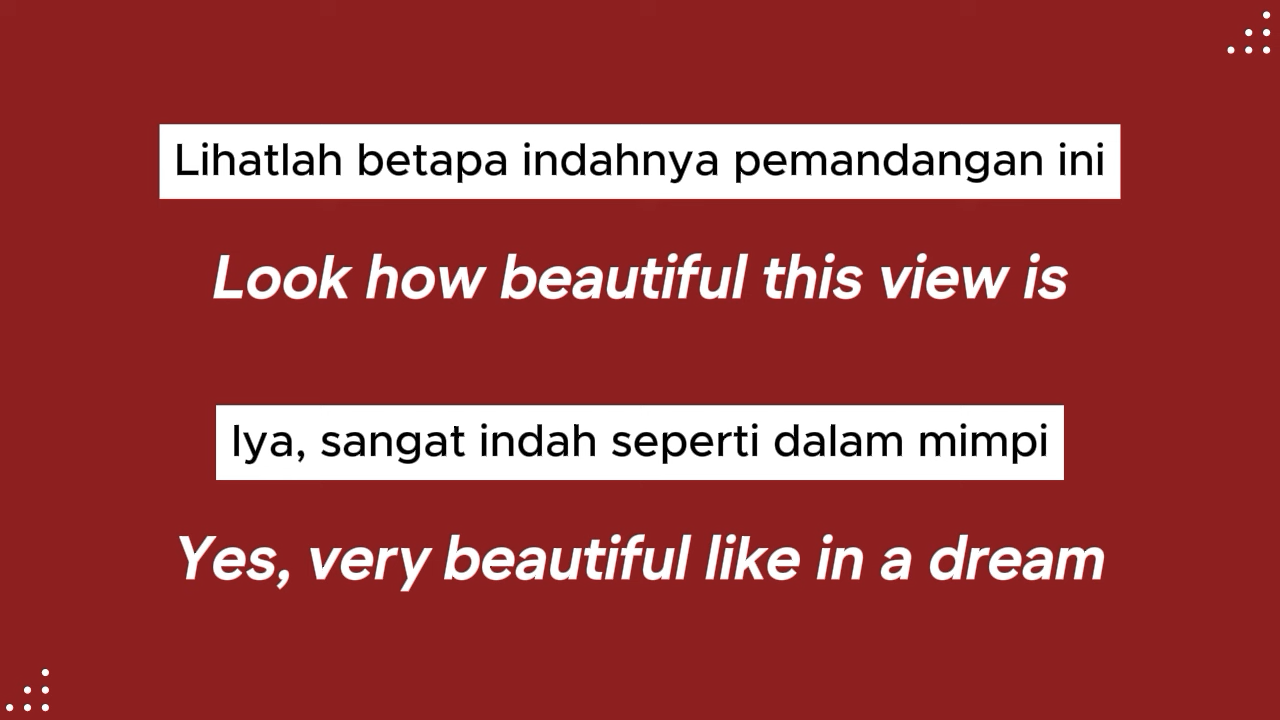 Lihatlah betapa indahnya pemandangan ini
Look how beautiful this view is
Iya, sangat indah seperti dalam mimpi
Yes, very beautiful like in a dream